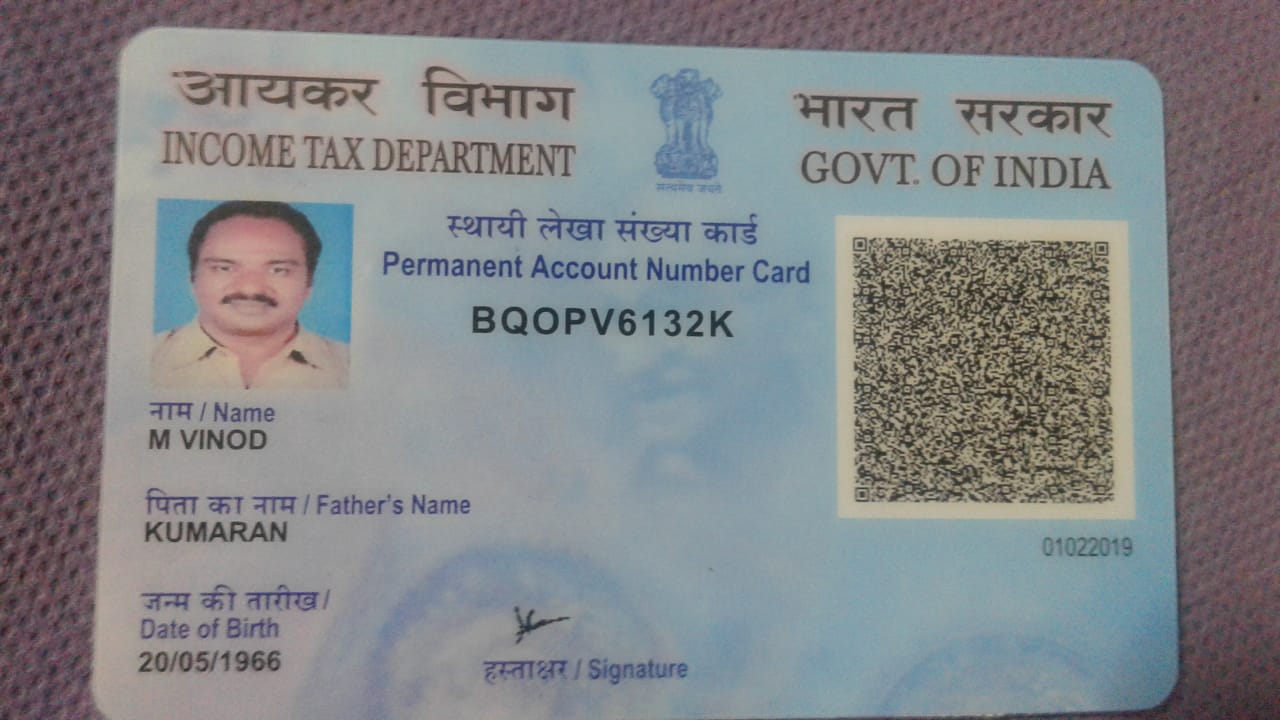 आयकर विभाग
INCOME TAX DEPARTMENT
सत्यमेव जयते
भारत सरकार
GOVT. OF INDIA
स्थायी लेखा संख्या कार्ड
Permanent Account Number Card
BQOPV6132K
नाम / Name
M VINOD
पिता का नाम / Father's Name
KUMARAN
01022019
जन्म की तारीख /
Date of Birth
20/05/1966
हस्ताक्षर / Signature